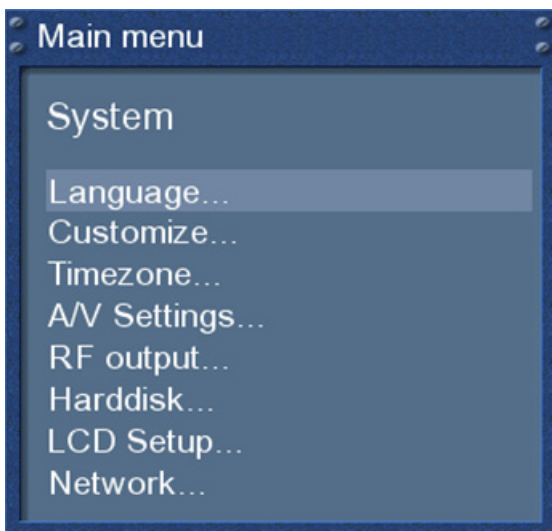 Main menu
System
Language...
Customize...
Timezone...
A/V Settings...
RF output...
Harddisk...
LCD Setup...
Network...